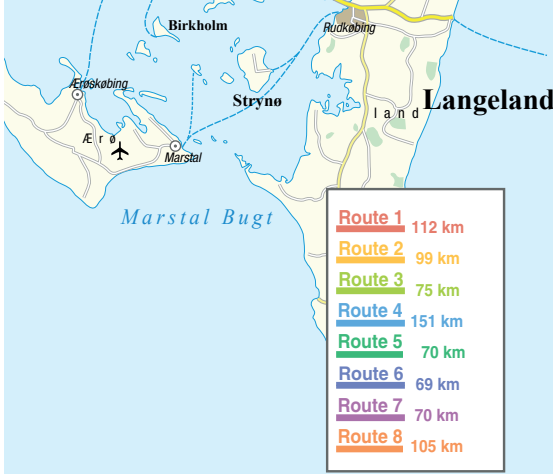 Birkholm
Rudkøbing
Ærøskøbing
Strynø
Langeland
land
Ærø
Marstal
Marstal Bugt
Route 1 112 km
Route 2 99 km
Route 3 75 km
Route 4 151 km
Route 5 70 km
Route 6 69 km
Route 7 70 km
Route 8 105 km